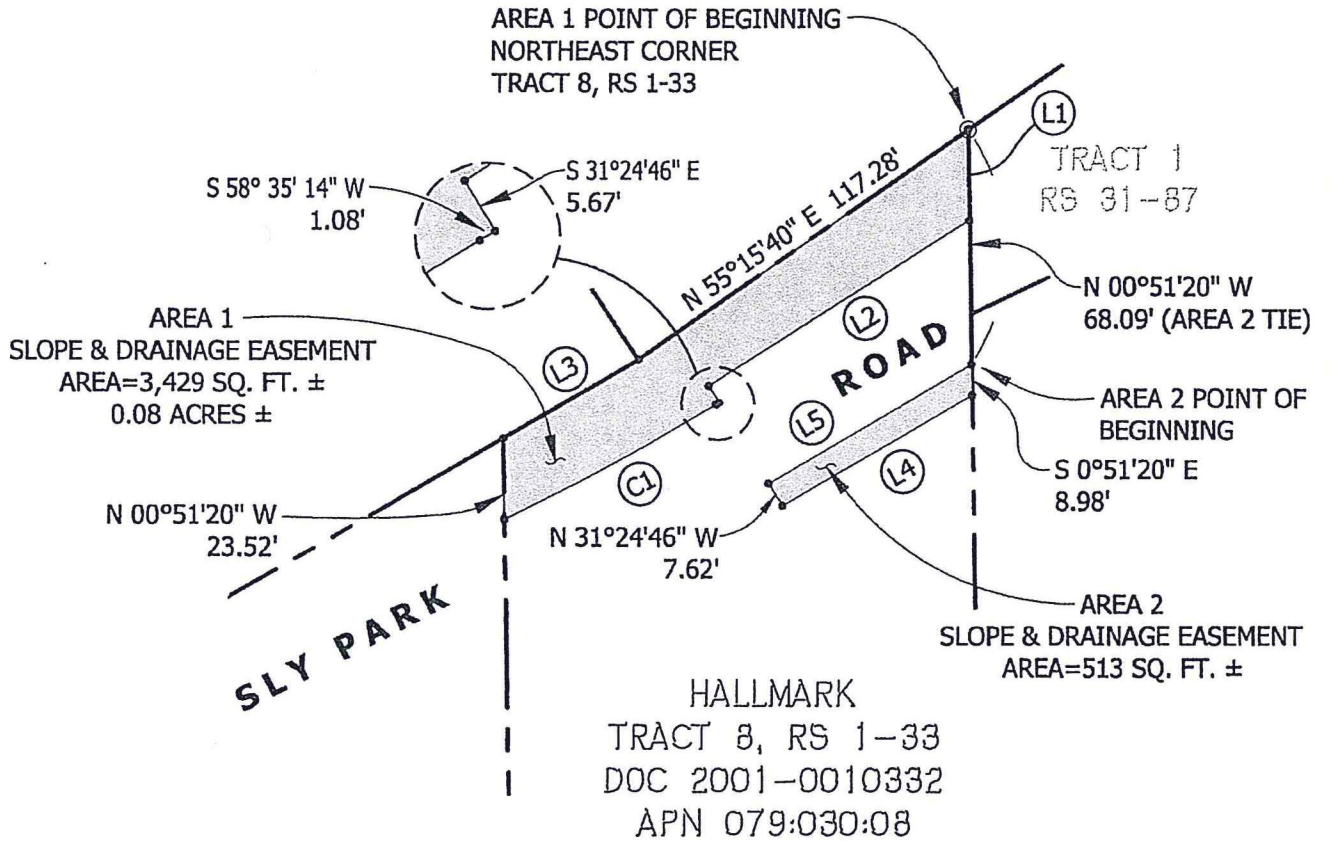 AREA 1 POINT OF BEGINNING
NORTHEAST CORNER
TRACT 8, RS 1-33
L1
TRACT 1
RS 31-87
S 58° 35' 14" W
1.08'
S 31°24'46" E
5.67'
N 55°15'40" E 117.28'
N 00°51'20" W
68.09' (AREA 2 TIE)
AREA 1
SLOPE & DRAINAGE EASEMENT
AREA=3,429 SQ. FT. ±
0.08 ACRES ±
L3
L2
ROAD
L5
L4
C1
AREA 2 POINT OF
BEGINNING
S 0°51'20" E
8.98'
N 00°51'20" W
23.52'
N 31°24'46" W
7.62'
AREA 2
SLOPE & DRAINAGE EASEMENT
AREA=513 SQ. FT. ±
SLY PARK
HALLMARK
TRACT 8, RS 1-33
DOC 2001-0010332
APN 079:030:08